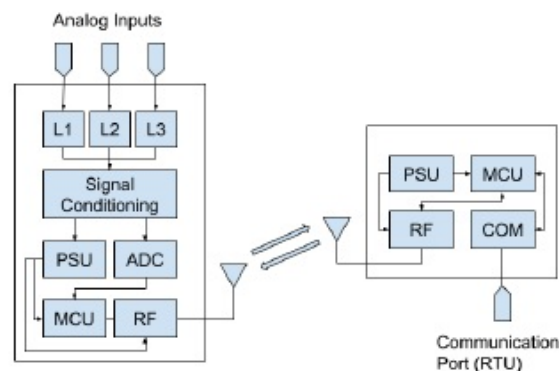 Analog Inputs
L1 L2 L3
Signal
Conditioning
PSU ADC
MCU RF
PSU MCU
RF COM
Communication
Port (RTU)